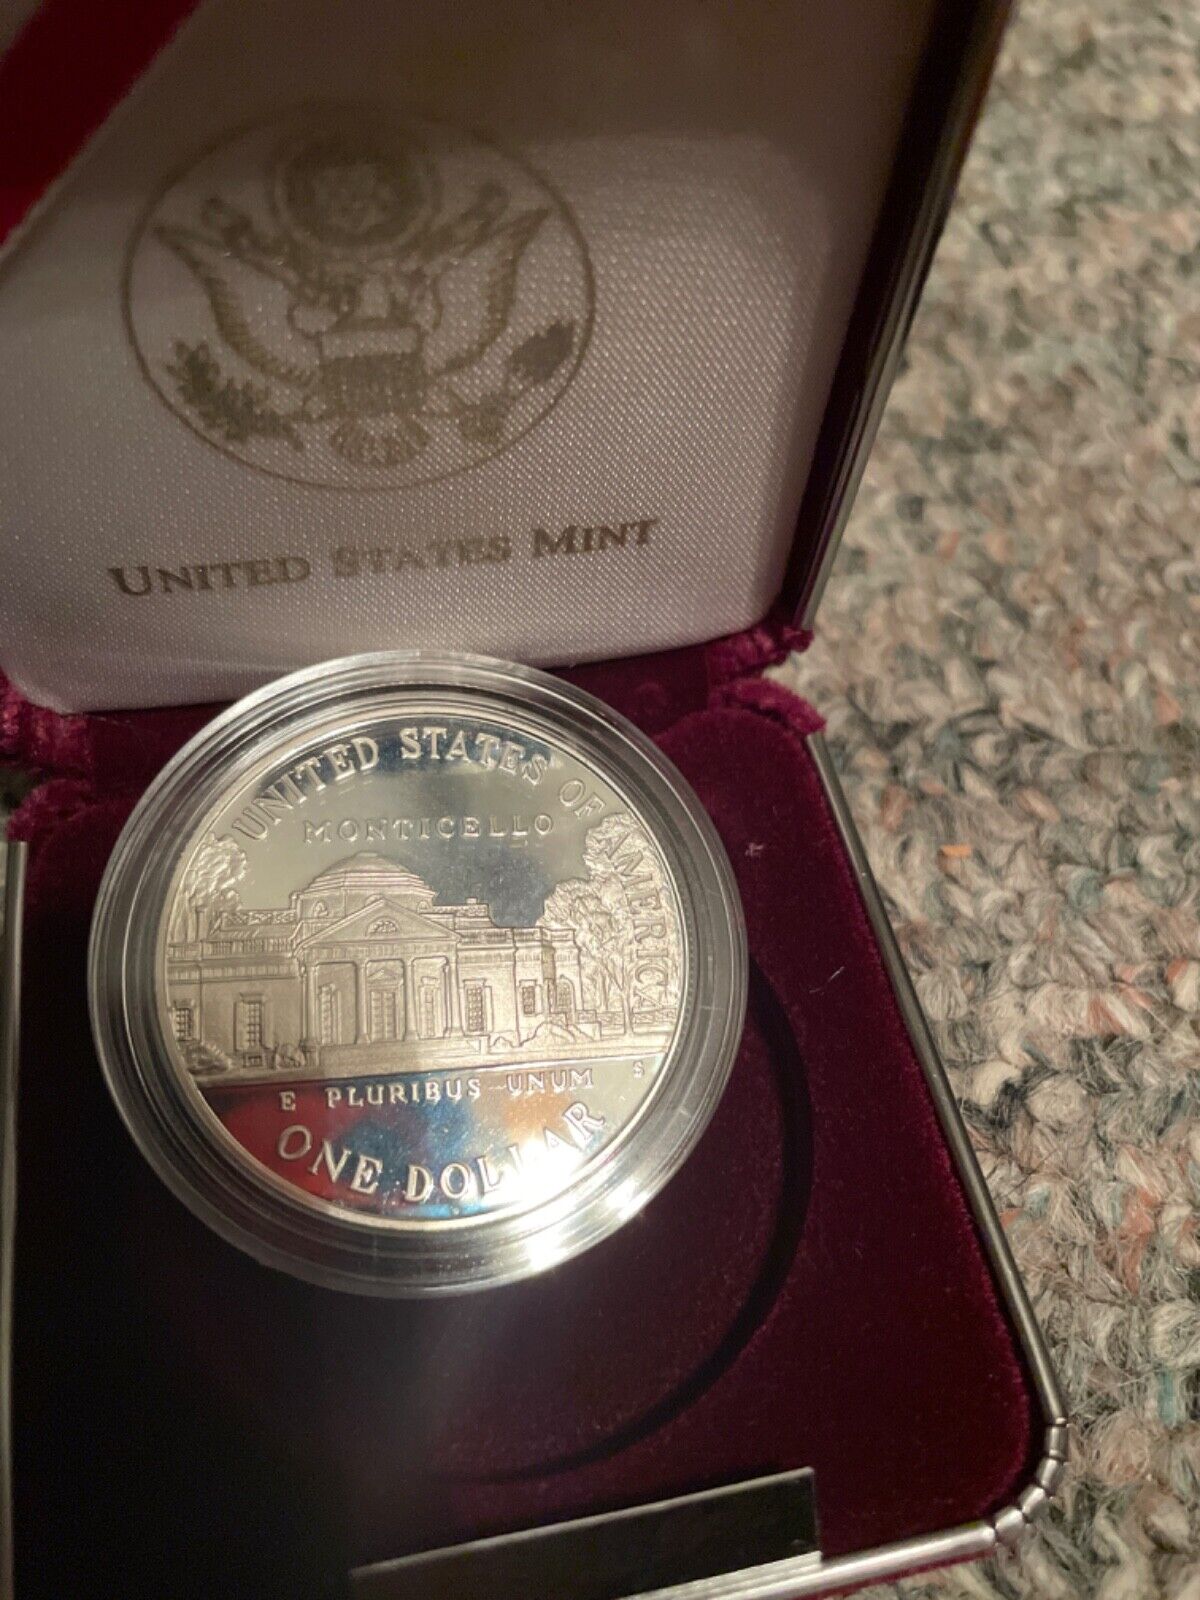 UNITED STATES MINT
UNITED STATES OF AMERICA
MONTICELLO
E PLURIBUS UNUM S
ONE DOLLAR